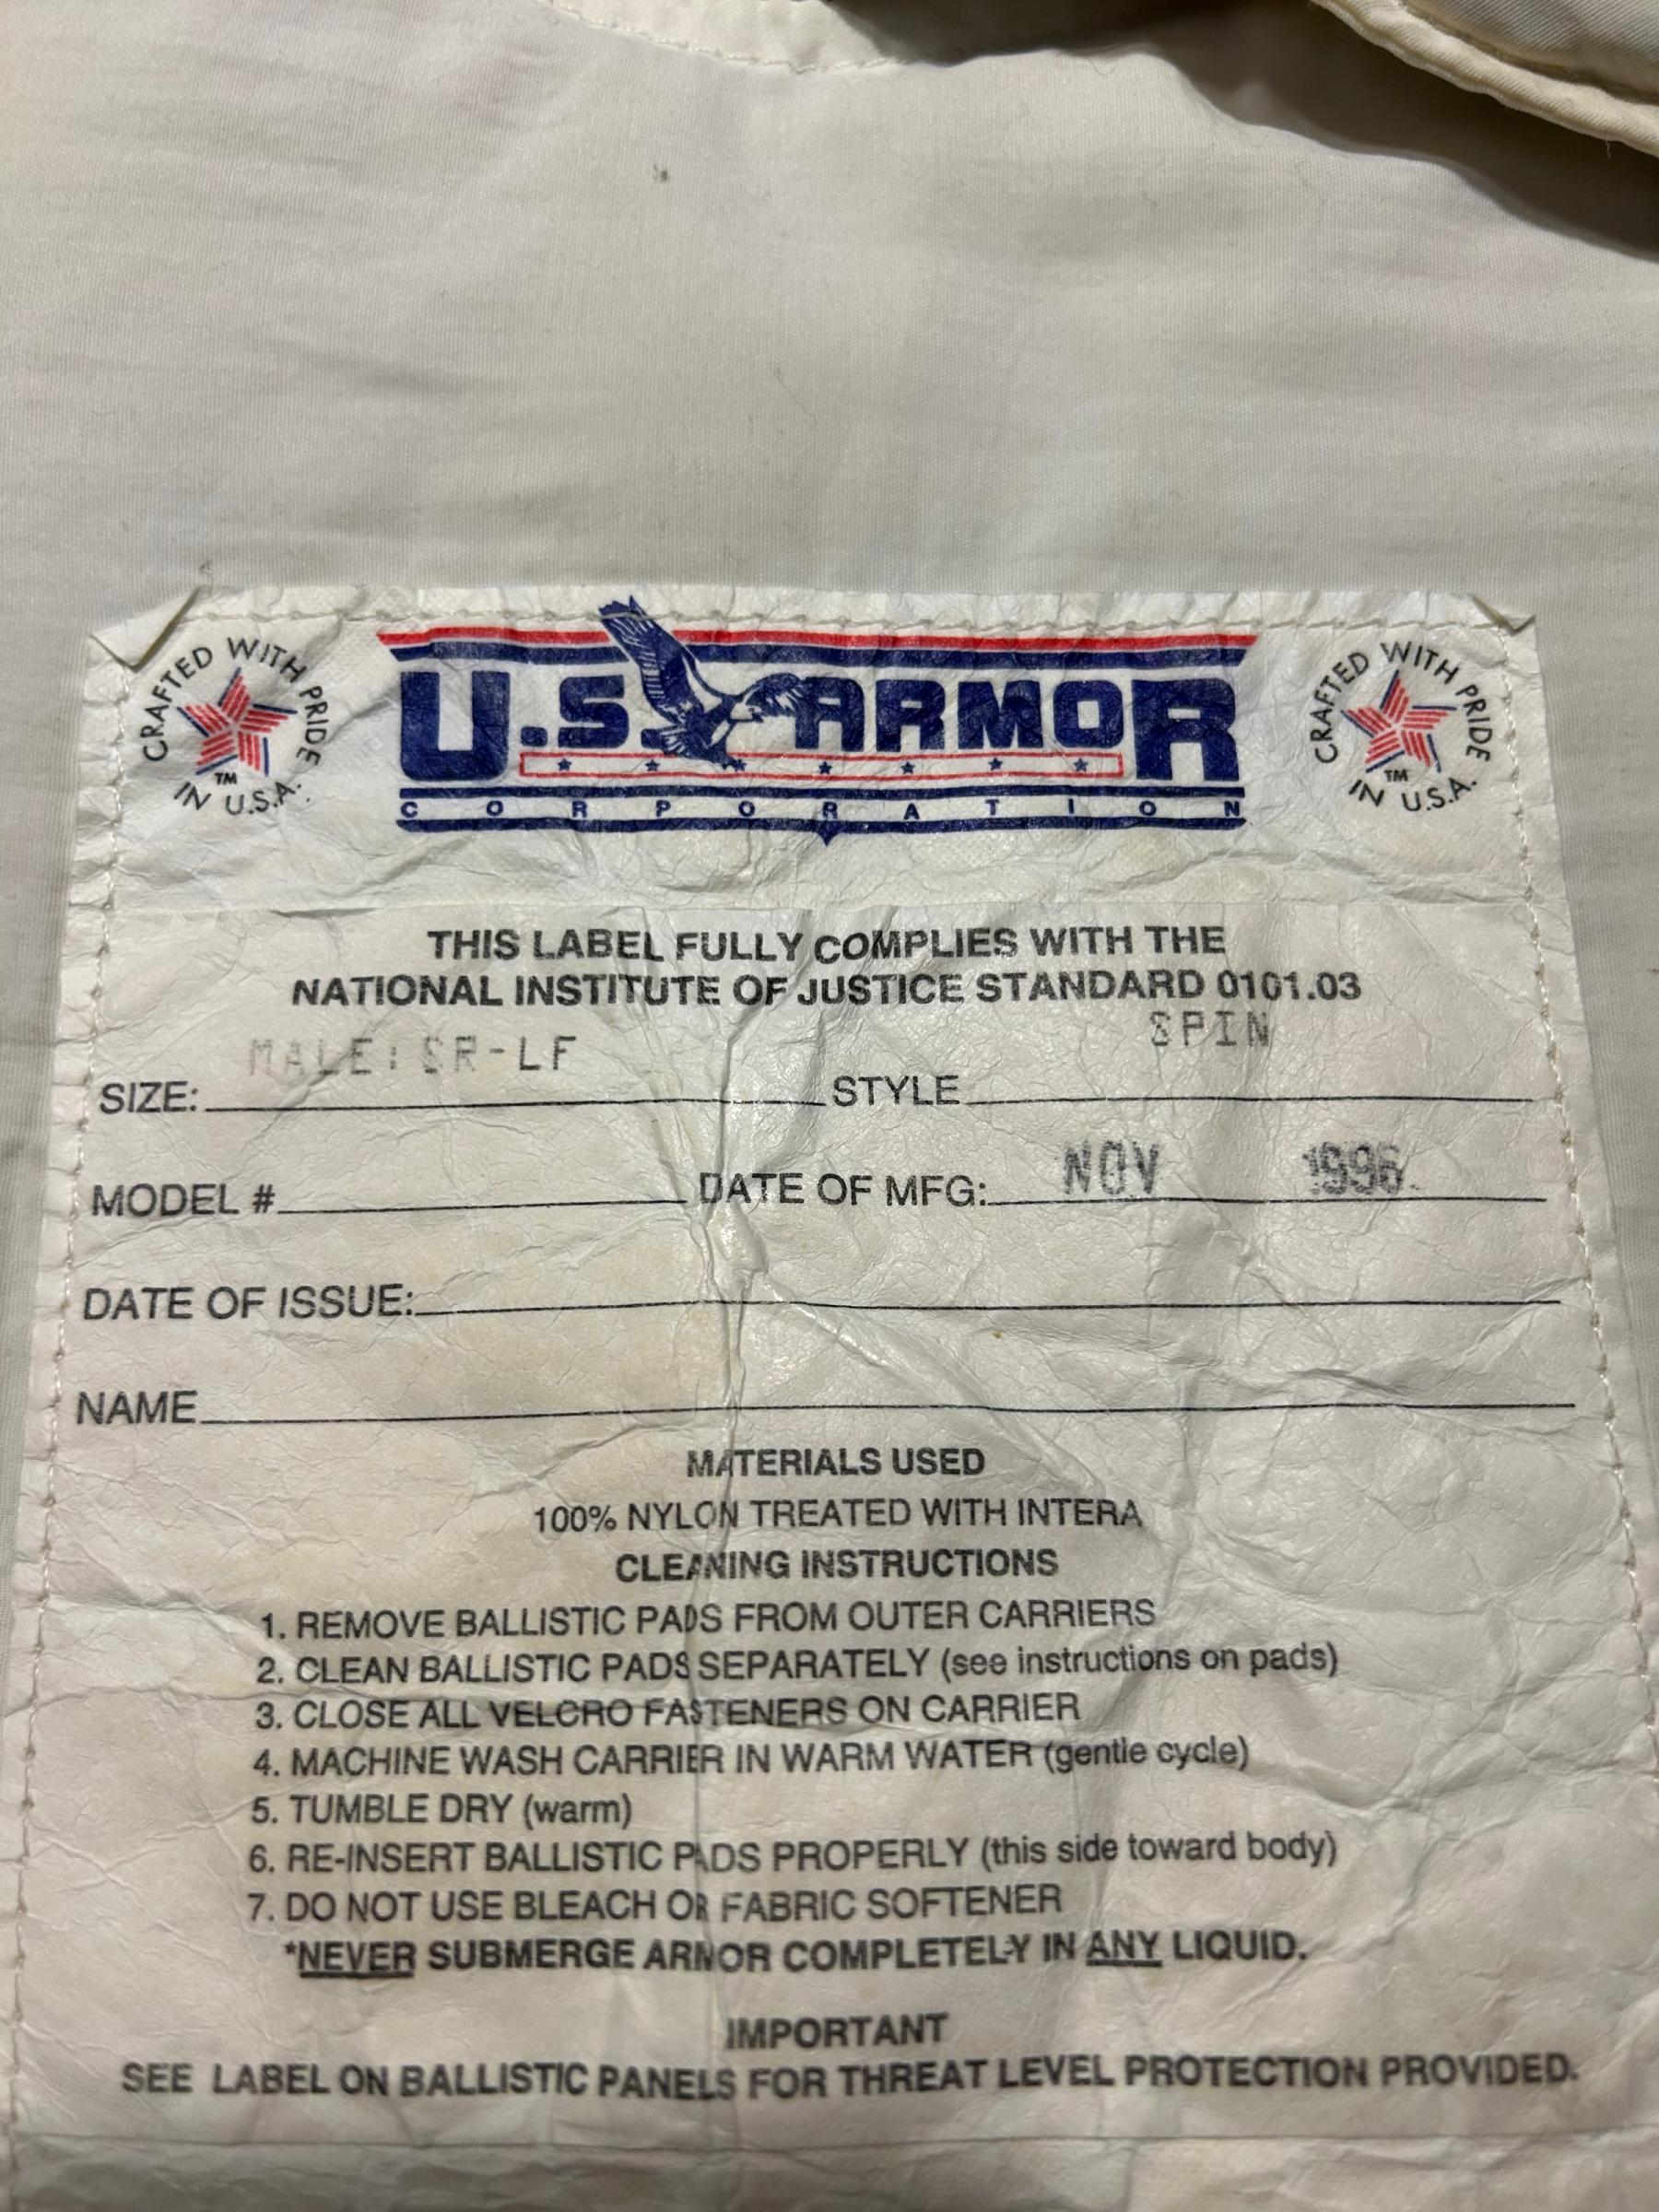 CRAFTED WITH PRIDE IN U.S.A. TM
U.S. ARMOR
CORPORATION
CRAFTED WITH PRIDE IN U.S.A. TM
THIS LABEL FULLY COMPLIES WITH THE
NATIONAL INSTITUTE OF JUSTICE STANDARD 0101.03
SIZE: MALE: SR-LF STYLE SPIN
MODEL # DATE OF MFG: NOV 1996
DATE OF ISSUE:
NAME
MATERIALS USED
100% NYLON TREATED WITH INTERA
CLEANING INSTRUCTIONS
1. REMOVE BALLISTIC PADS FROM OUTER CARRIERS
2. CLEAN BALLISTIC PADS SEPARATELY (see instructions on pads)
3. CLOSE ALL VELCRO FASTENERS ON CARRIER
4. MACHINE WASH CARRIER IN WARM WATER (gentle cycle)
5. TUMBLE DRY (warm)
6. RE-INSERT BALLISTIC PADS PROPERLY (this side toward body)
7. DO NOT USE BLEACH OR FABRIC SOFTENER
*NEVER SUBMERGE ARMOR COMPLETELY IN ANY LIQUID.
IMPORTANT
SEE LABEL ON BALLISTIC PANELS FOR THREAT LEVEL PROTECTION PROVIDED.